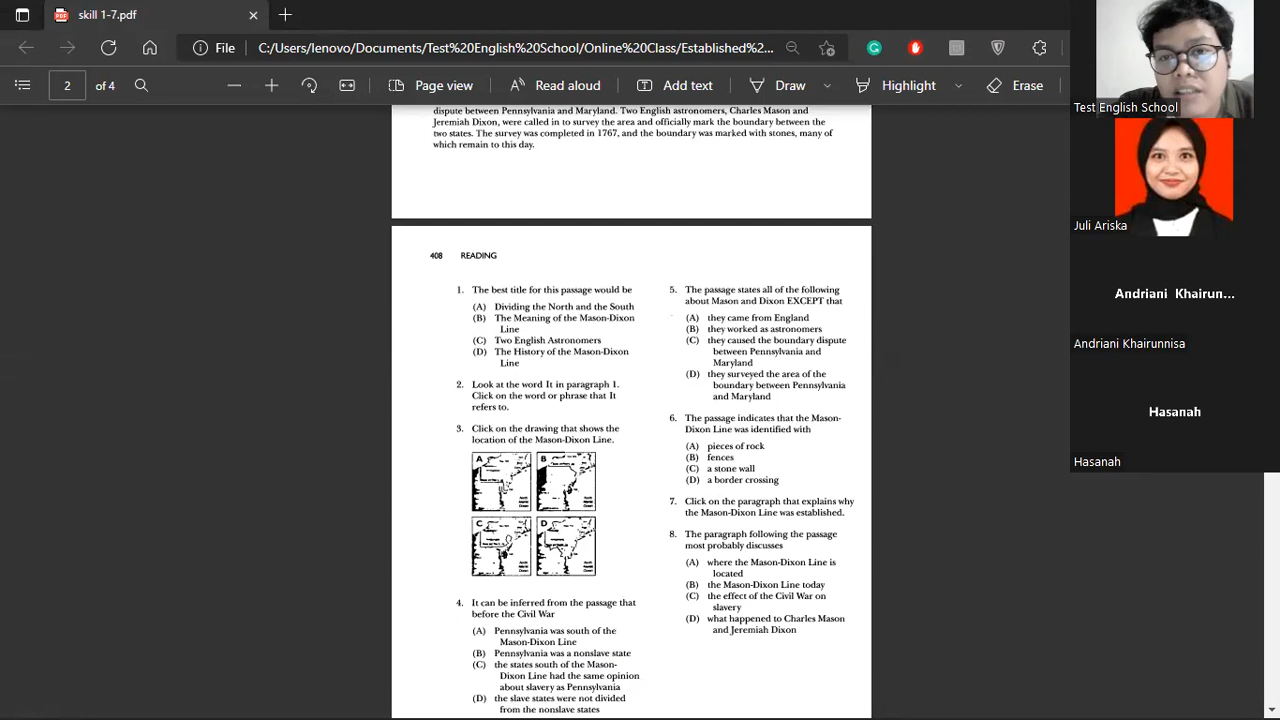 skill 1-7.pdf
File
C:/Users/lenovo/Documents/Test%20English%20School/Online%20Class/Established%2...
2
of 4
Page view
Read aloud
Add text
Draw
Highlight
Erase
dispute between Pennsylvania and Maryland. Two English astronomers, Charles Mason and
Jeremiah Dixon, were called in to survey the area and officially mark the boundary between the
two states. The survey was completed in 1767, and the boundary was marked with stones, many of
which remain to this day.
408 READING
1. The best title for this passage would be
(A) Dividing the North and the South
(B) The Meaning of the Mason-Dixon
Line
(C) Two English Astronomers
(D) The History of the Mason-Dixon
Line
2. Look at the word It in paragraph 1.
Click on the word or phrase that It
refers to.
3. Click on the drawing that shows the
location of the Mason-Dixon Line.
A
B
C
D
4. It can be inferred from the passage that
before the Civil War
(A) Pennsylvania was south of the
Mason-Dixon Line
(B) Pennsylvania was a nonslave state
(C) the states south of the Mason-
Dixon Line had the same opinion
about slavery as Pennsylvania
(D) the slave states were not divided
from the nonslave states
5. The passage states all of the following
about Mason and Dixon EXCEPT that
(A) they came from England
(B) they worked as astronomers
(C) they caused the boundary dispute
between Pennsylvania and
Maryland
(D) they surveyed the area of the
boundary between Pennsylvania
and Maryland
6. The passage indicates that the Mason-
Dixon Line was identified with
(A) pieces of rock
(B) fences
(C) a stone wall
(D) a border crossing
7. Click on the paragraph that explains why
the Mason-Dixon Line was established.
8. The paragraph following the passage
most probably discusses
(A) where the Mason-Dixon Line is
located
(B) the Mason-Dixon Line today
(C) the effect of the Civil War on
slavery
(D) what happened to Charles Mason
and Jeremiah Dixon
Test English School
Juli Ariska
Andriani Khairun...
Andriani Khairunnisa
Hasanah
Hasanah